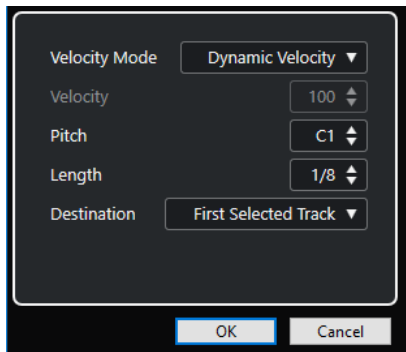 Velocity Mode Dynamic Velocity
Velocity 100
Pitch C1
Length 1/8
Destination First Selected Track
OK Cancel